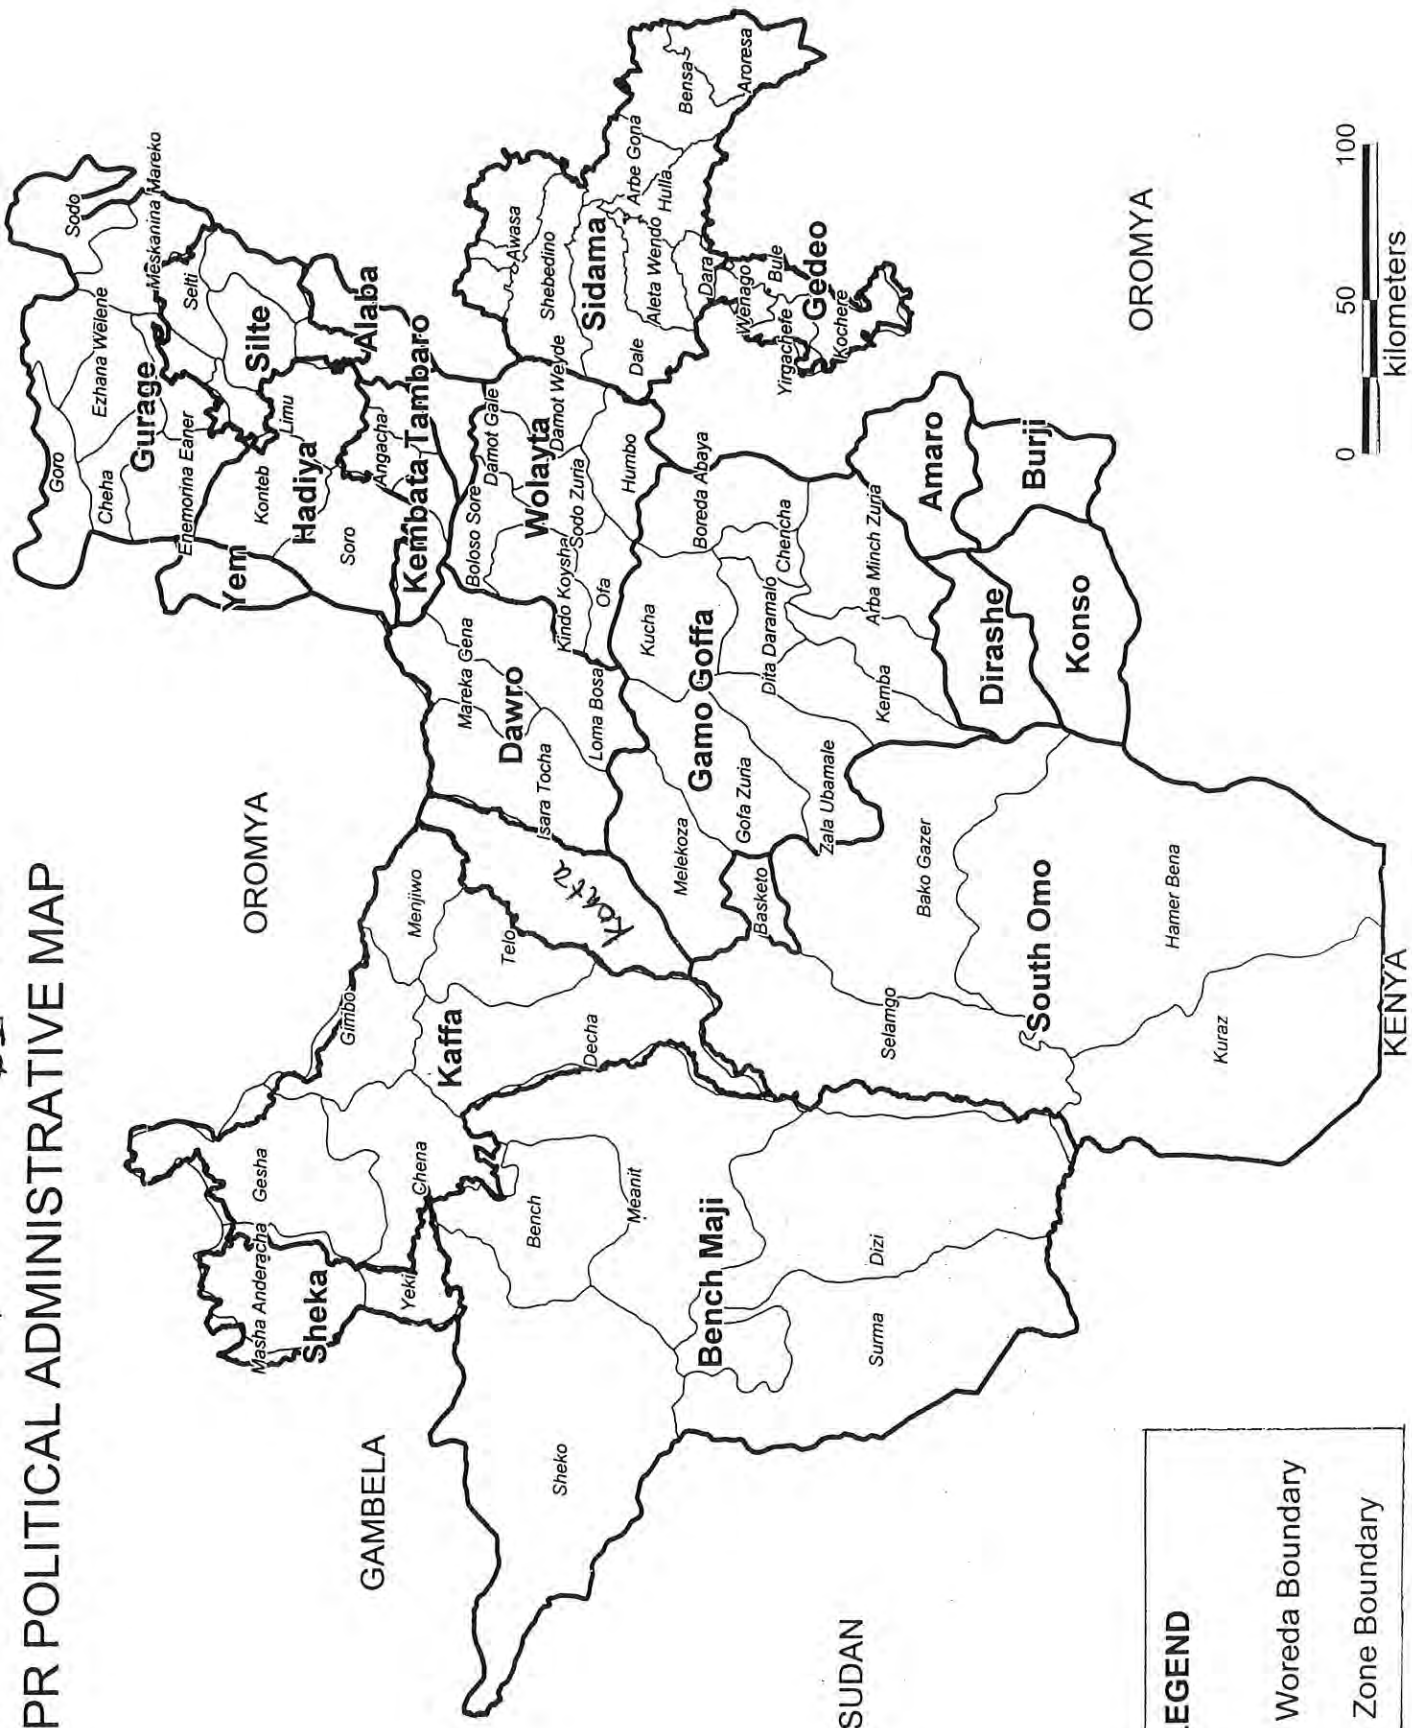 PR POLITICAL ADMINISTRATIVE MAP
OROMYA
GAMBELA
SUDAN
KENYA
OROMYA
Sodo
Goro
Ezhana Welene
Meskanina Mareko
Cheha
Gurage
Enemorina Eaner
Selti
Silte
Alaba
Yem
Konteb
Limu
Hadiya
Soro
Angacha
Kembata Tambaro
Awasa
Shebedino
Sidama
Arbe Gona
Bensa
Aroresa
Hulla
Aleta Wendo
Dale
Dara
Wenago
Bule
Yirgachefe
Gedeo
Kochere
Boloso Sore
Damot Gale
Damot Weyde
Wolayta
Sodo Zuria
Kindo Koysha
Ofa
Humbo
Mareka Gena
Dawro
Isara Tocha
Loma Bosa
Konta
Menjiwo
Gimbo
Telo
Kaffa
Decha
Gesha
Chena
Masha Anderacha
Sheka
Yeki
Bench
Meanit
Sheko
Bench Maji
Dizi
Surma
Boreda Abaya
Kucha
Chencha
Gamo Goffa
Dita Daramalo
Arba Minch Zuria
Kemba
Gofa Zuria
Zala Ubamale
Melekoza
Basketo
Amaro
Burji
Dirashe
Konso
Bako Gazer
South Omo
Hamer Bena
Selamgo
Kuraz
EGEND
Woreda Boundary
Zone Boundary
0 50 100
kilometers